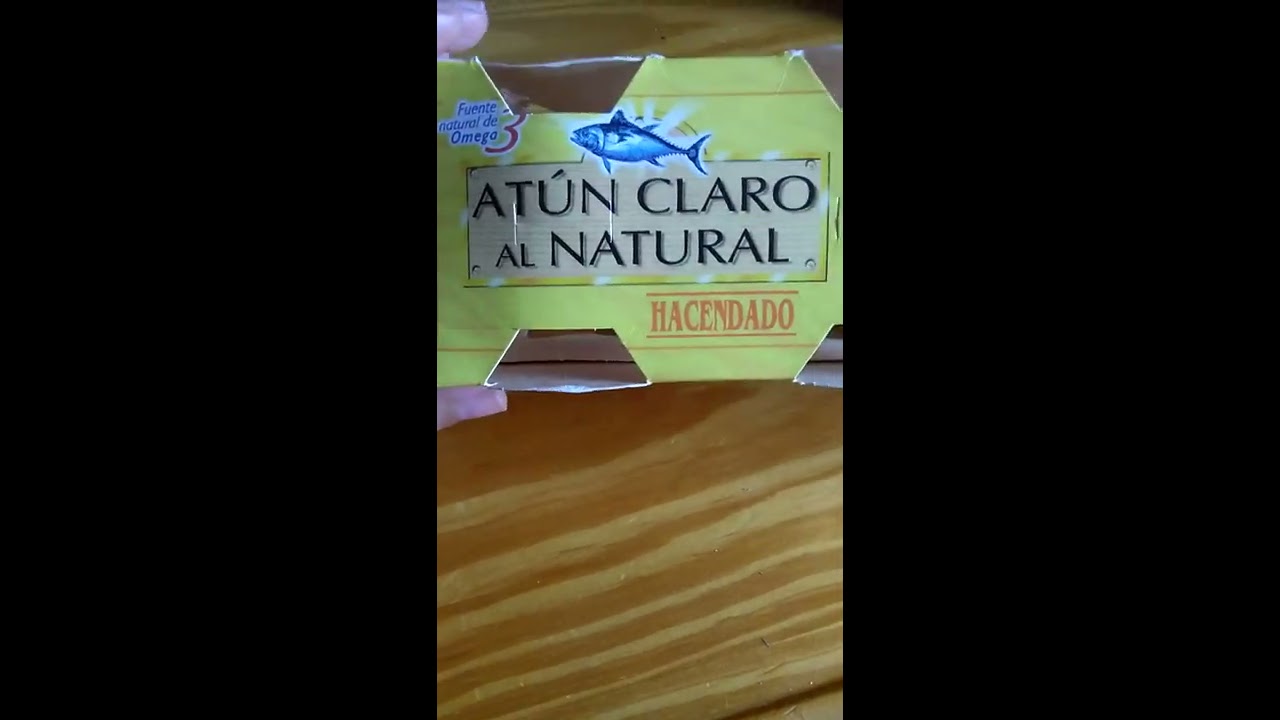 Fuente
natural de
Omega 3
ATÚN CLARO
AL NATURAL
HACENDADO